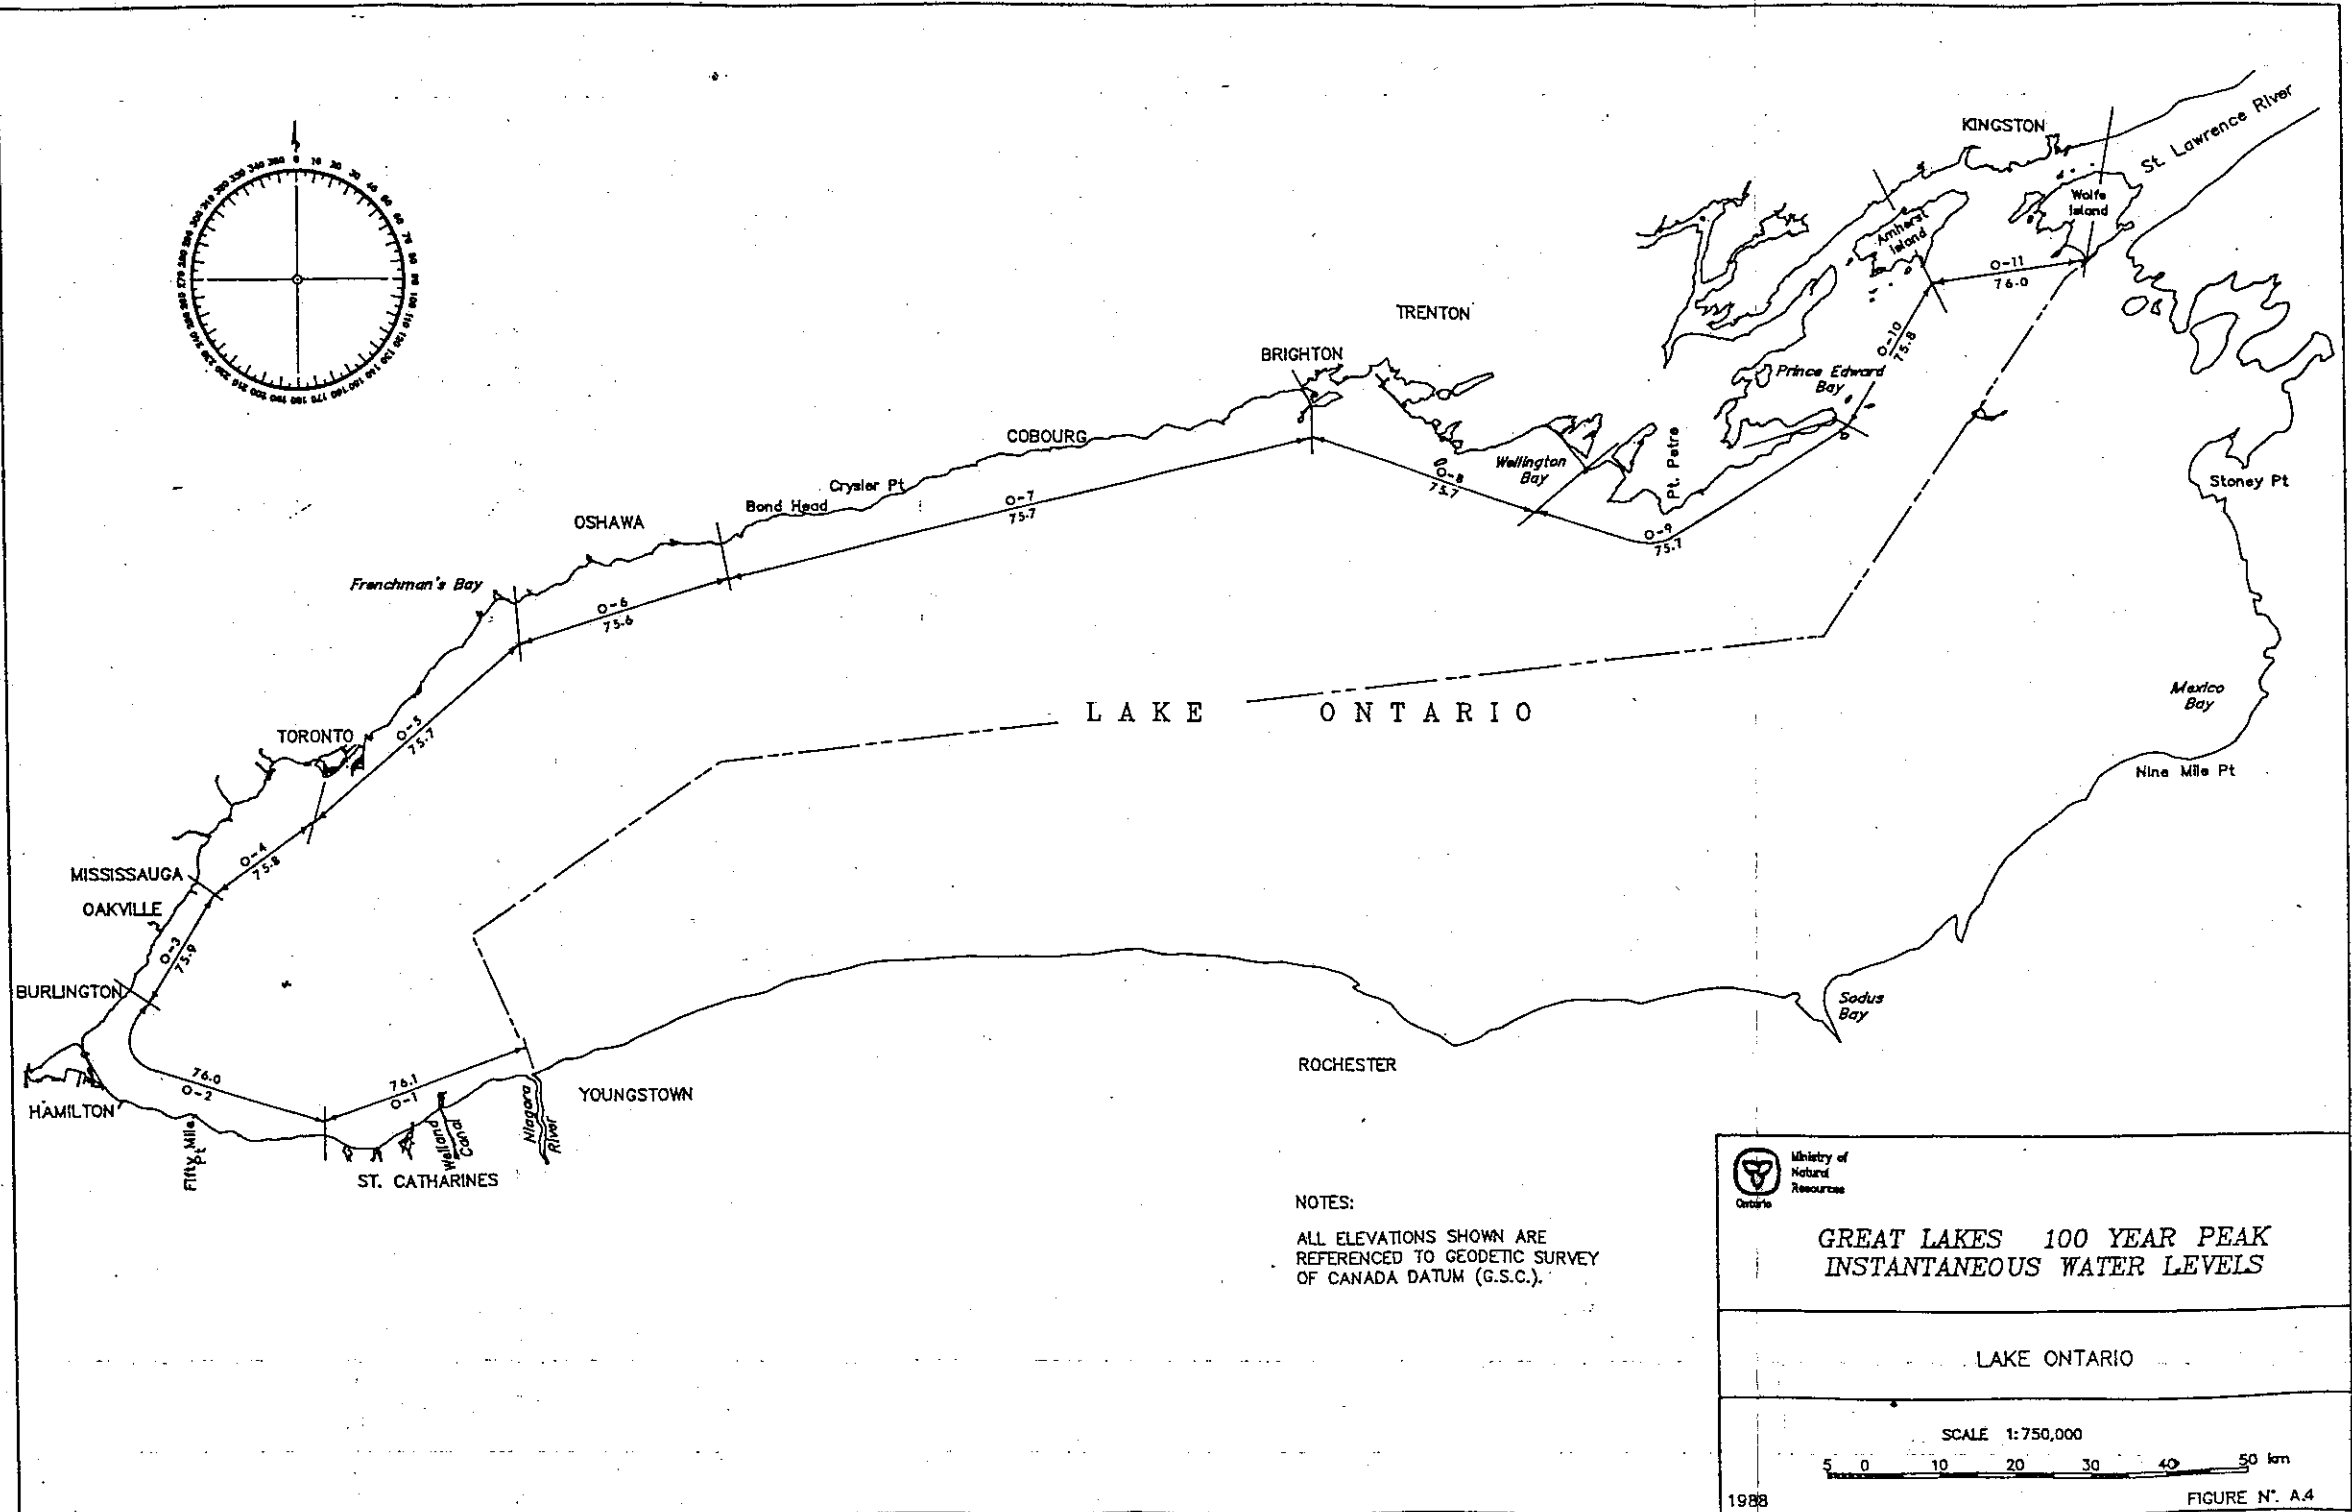 KINGSTON
St. Lawrence River
Wolfe
Island
Amherst
Island
O-11
76.0
TRENTON
O-10
75.8
BRIGHTON
Prince Edward
Bay
COBOURG
Wellington
Bay
Pt. Petre
O-8
75.7
Stoney Pt
Crysler Pt
Bond Head
O-7
75.7
OSHAWA
O-9
75.7
Frenchman's Bay
O-6
75.6
LAKE ONTARIO
Mexico
Bay
TORONTO
O-5
75.7
Nine Mile Pt
O-4
75.8
MISSISSAUGA
OAKVILLE
O-3
75.9
BURLINGTON
Sodus
Bay
ROCHESTER
76.0
O-2
76.1
O-1
YOUNGSTOWN
HAMILTON
Fifty Mile
Pt
Welland
Canal
Niagara
River
ST. CATHARINES
NOTES:
ALL ELEVATIONS SHOWN ARE
REFERENCED TO GEODETIC SURVEY
OF CANADA DATUM (G.S.C.).
Ministry of
Natural
Resources
Ontario
GREAT LAKES 100 YEAR PEAK
INSTANTANEOUS WATER LEVELS
LAKE ONTARIO
SCALE 1:750,000
5 0 10 20 30 40 50 km
1988
FIGURE N°. A.4